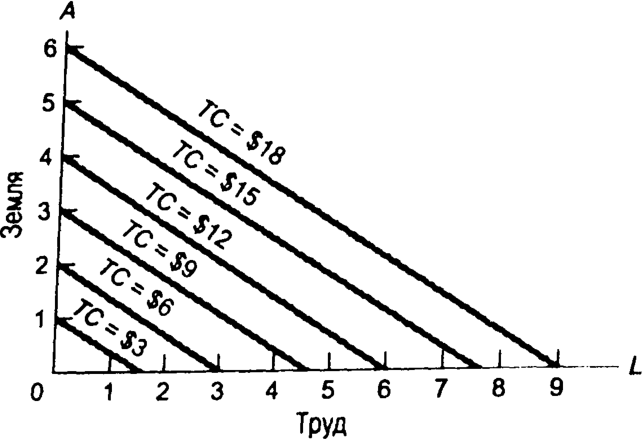 A
6
5
4
3
2
1
Земля
TC = $18
TC = $15
TC = $12
TC = $9
TC = $6
TC = $3
0 1 2 3 4 5 6 7 8 9 L
Труд